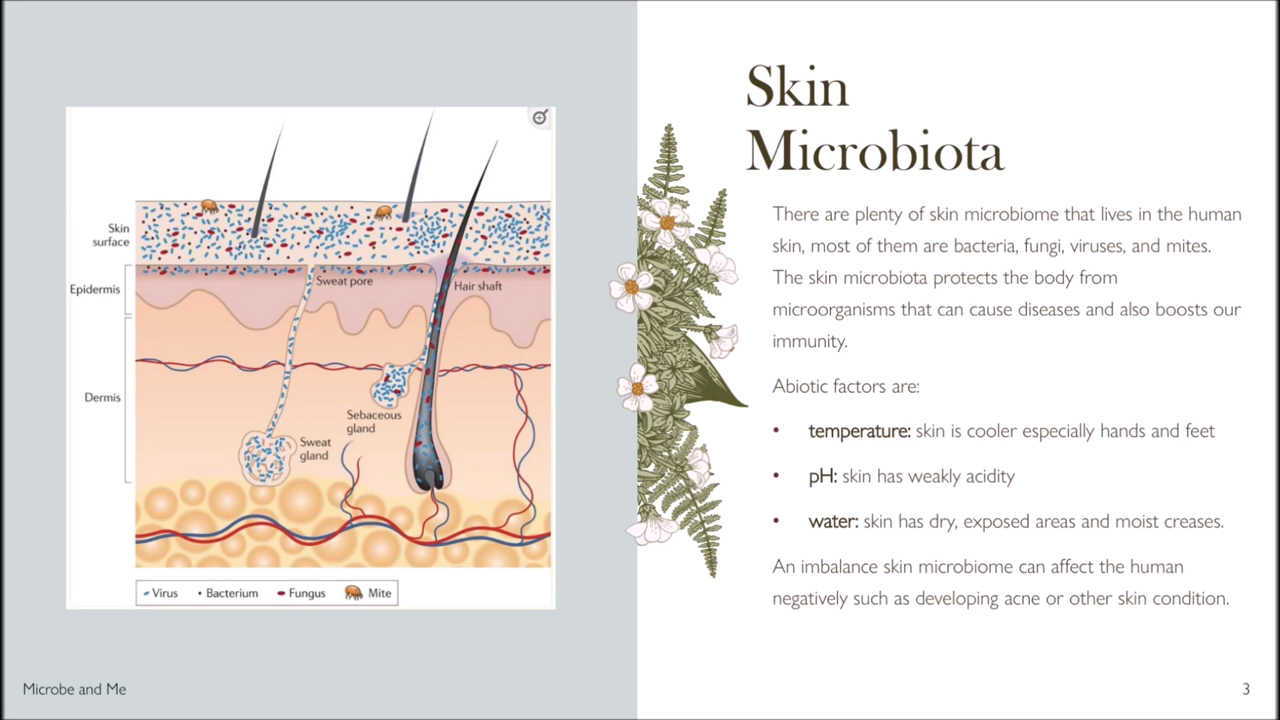 Skin
Microbiota
There are plenty of skin microbiome that lives in the human
skin, most of them are bacteria, fungi, viruses, and mites.
The skin microbiota protects the body from
microorganisms that can cause diseases and also boosts our
immunity.
Abiotic factors are:
• temperature: skin is cooler especially hands and feet
• pH: skin has weakly acidity
• water: skin has dry, exposed areas and moist creases.
An imbalance skin microbiome can affect the human
negatively such as developing acne or other skin condition.
Skin
surface
Epidermis
Dermis
Sweat pore
Hair shaft
Sebaceous
gland
Sweat
gland
Virus
Bacterium
Fungus
Mite
Microbe and Me
3